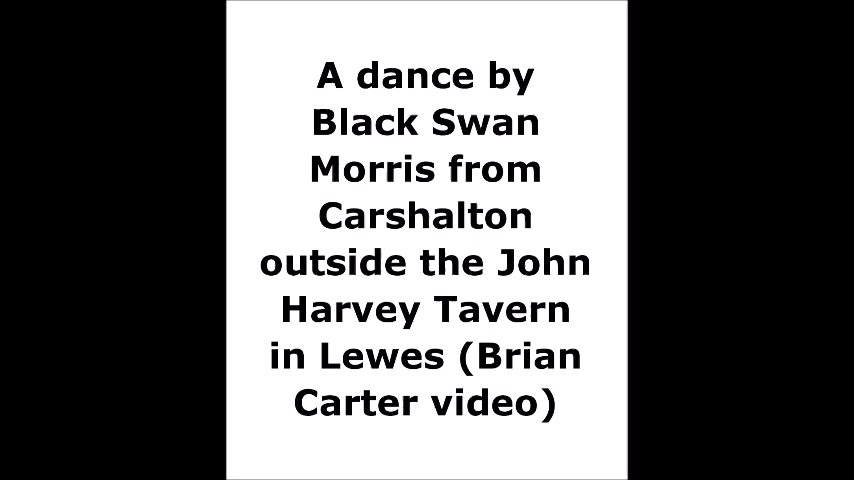 A dance by
Black Swan
Morris from
Carshalton
outside the John
Harvey Tavern
in Lewes (Brian
Carter video)